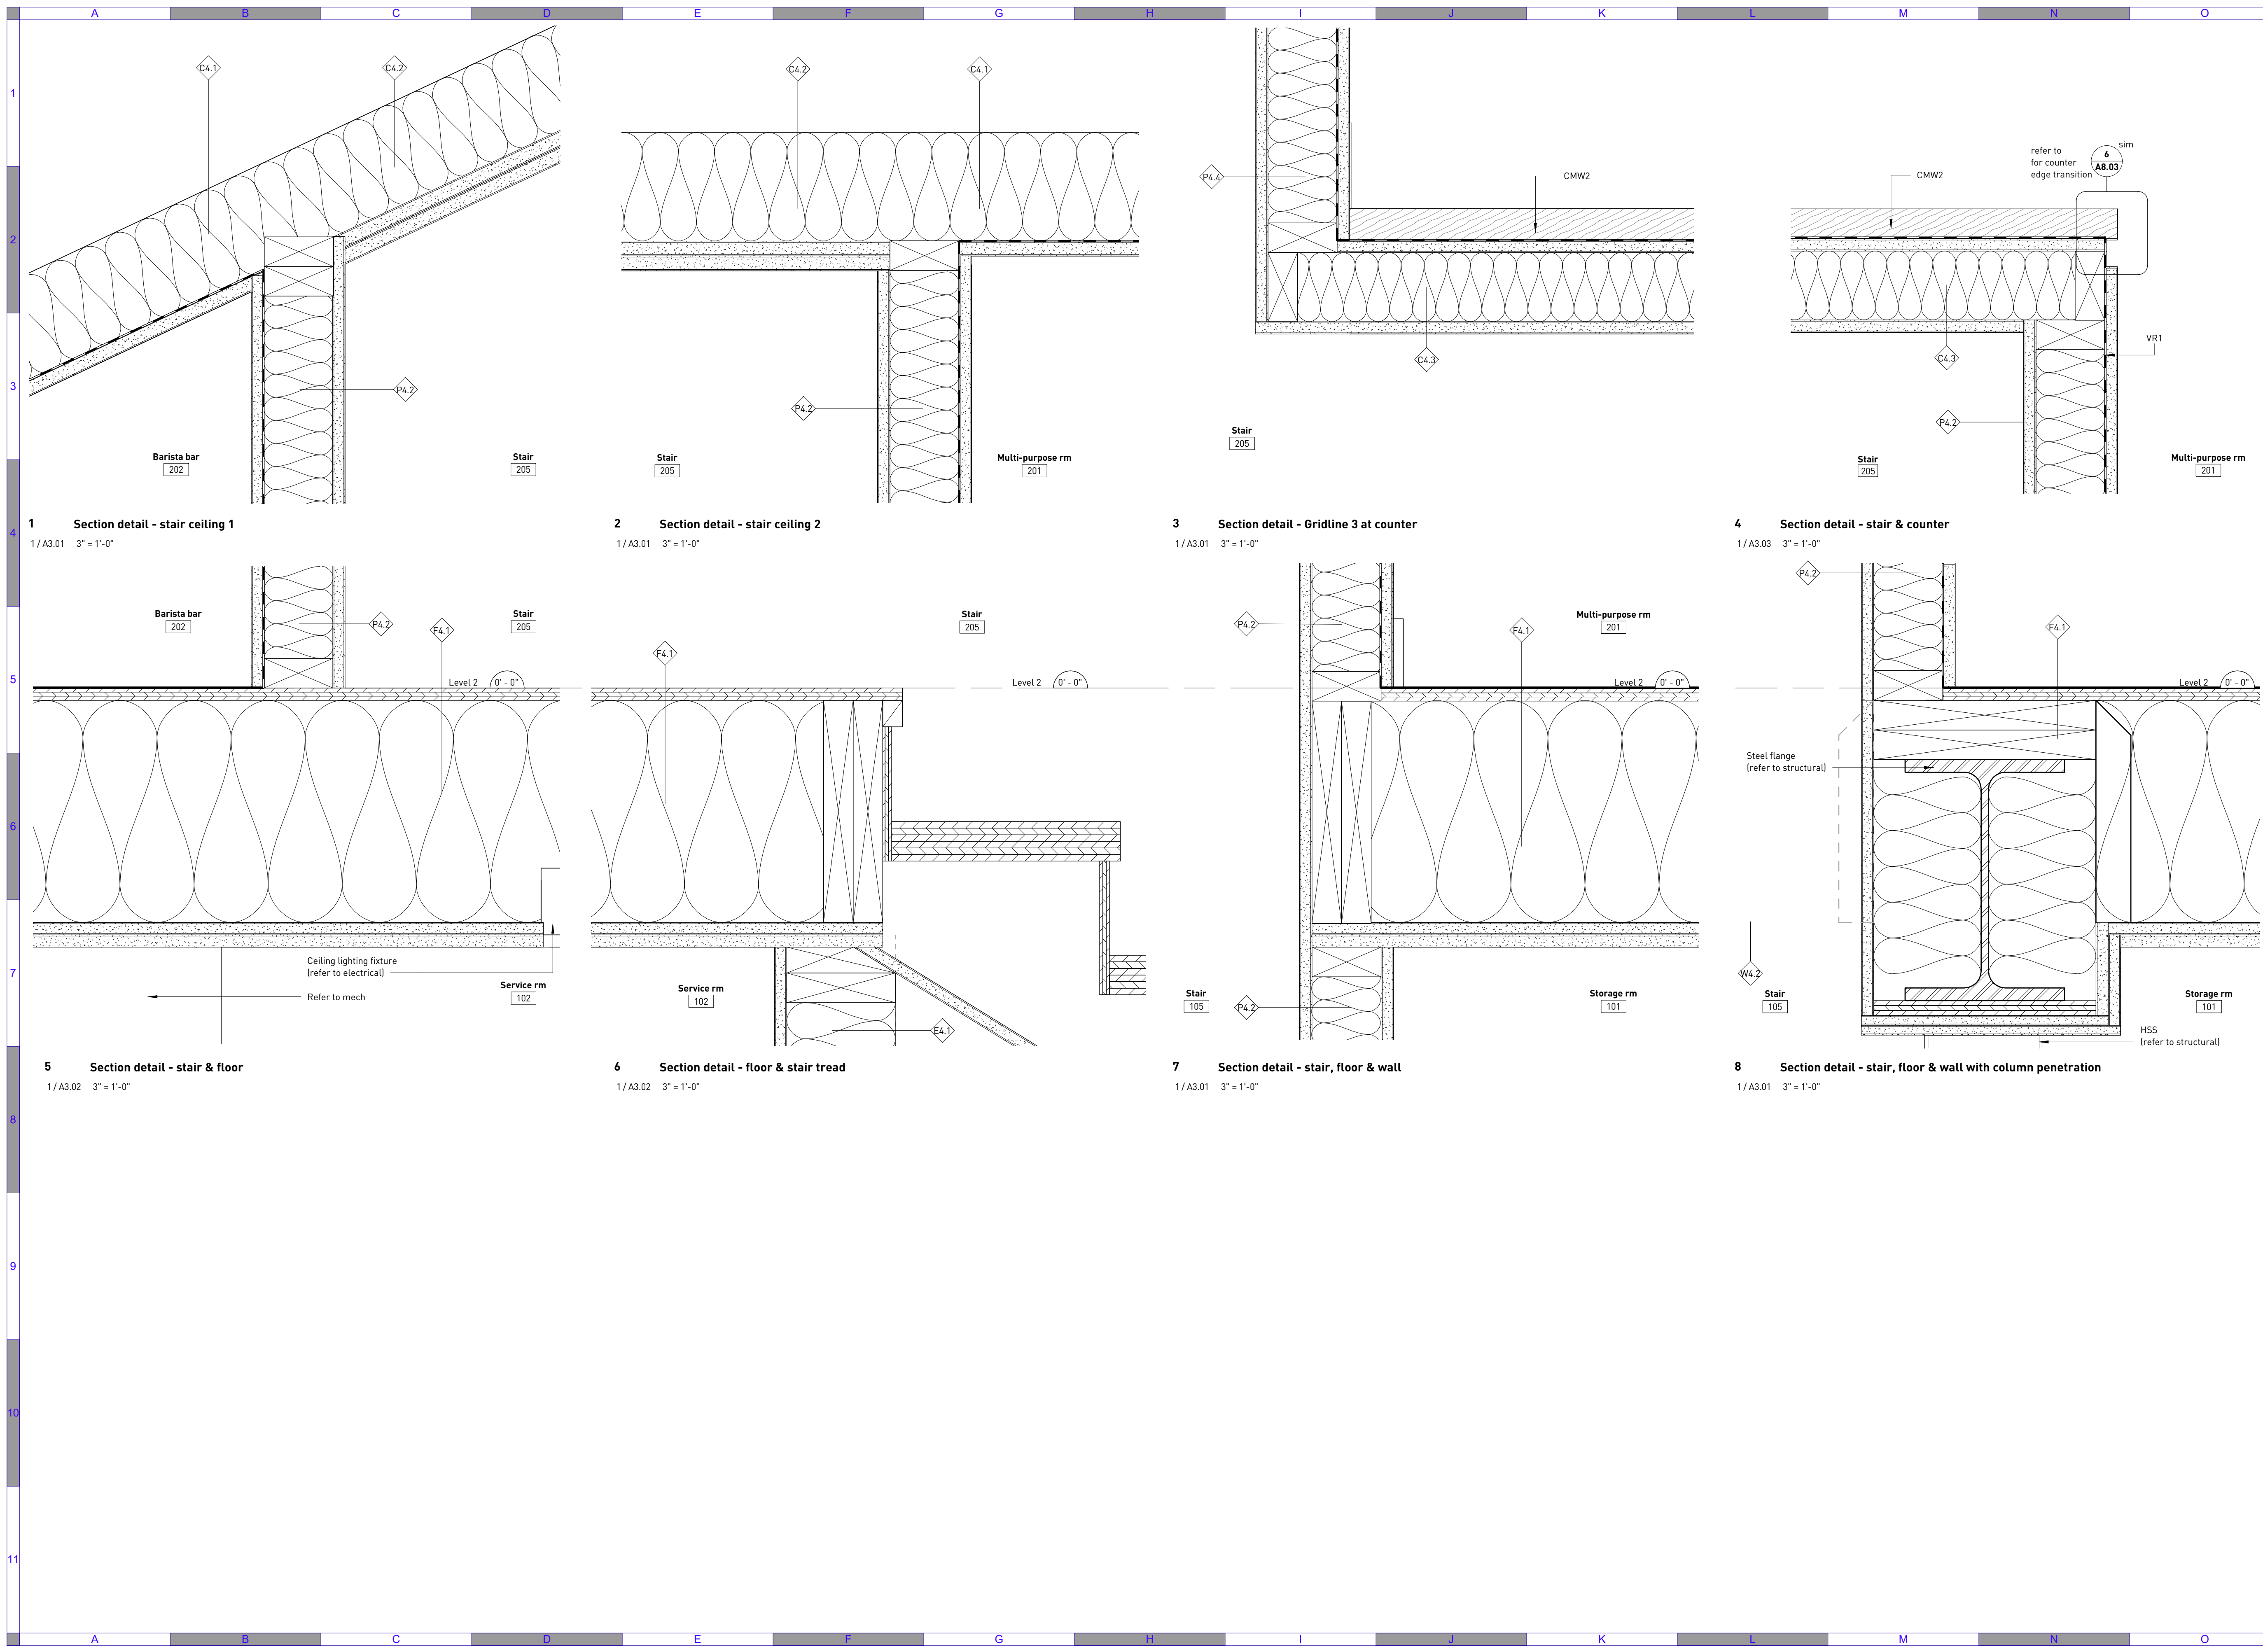 A B C D E F G H I J K L M N O
1
2
3
4
5
6
7
8
9
10
11
C4.1
C4.2
P4.2
Barista bar
202
Stair
205
1 Section detail - stair ceiling 1
1 / A3.01 3" = 1'-0"
C4.2
C4.1
P4.2
Stair
205
Multi-purpose rm
201
2 Section detail - stair ceiling 2
1 / A3.01 3" = 1'-0"
P4.4
CMW2
C4.3
Stair
205
3 Section detail - Gridline 3 at counter
1 / A3.01 3" = 1'-0"
refer to
for counter
edge transition
6
A8.03
sim
CMW2
VR1
C4.3
P4.2
Stair
205
Multi-purpose rm
201
4 Section detail - stair & counter
1 / A3.03 3" = 1'-0"
Barista bar
202
P4.2
F4.1
Stair
205
Level 2 0' - 0"
Ceiling lighting fixture
(refer to electrical)
Refer to mech
Service rm
102
5 Section detail - stair & floor
1 / A3.02 3" = 1'-0"
F4.1
Stair
205
Level 2 0' - 0"
Service rm
102
E4.1
6 Section detail - floor & stair tread
1 / A3.02 3" = 1'-0"
P4.2
F4.1
Multi-purpose rm
201
Level 2 0' - 0"
Stair
105
P4.2
Storage rm
101
7 Section detail - stair, floor & wall
1 / A3.01 3" = 1'-0"
P4.2
F4.1
Level 2 0' - 0"
Steel flange
(refer to structural)
W4.2
Stair
105
Storage rm
101
HSS
(refer to structural)
8 Section detail - stair, floor & wall with column penetration
1 / A3.01 3" = 1'-0"
A B C D E F G H I J K L M N O